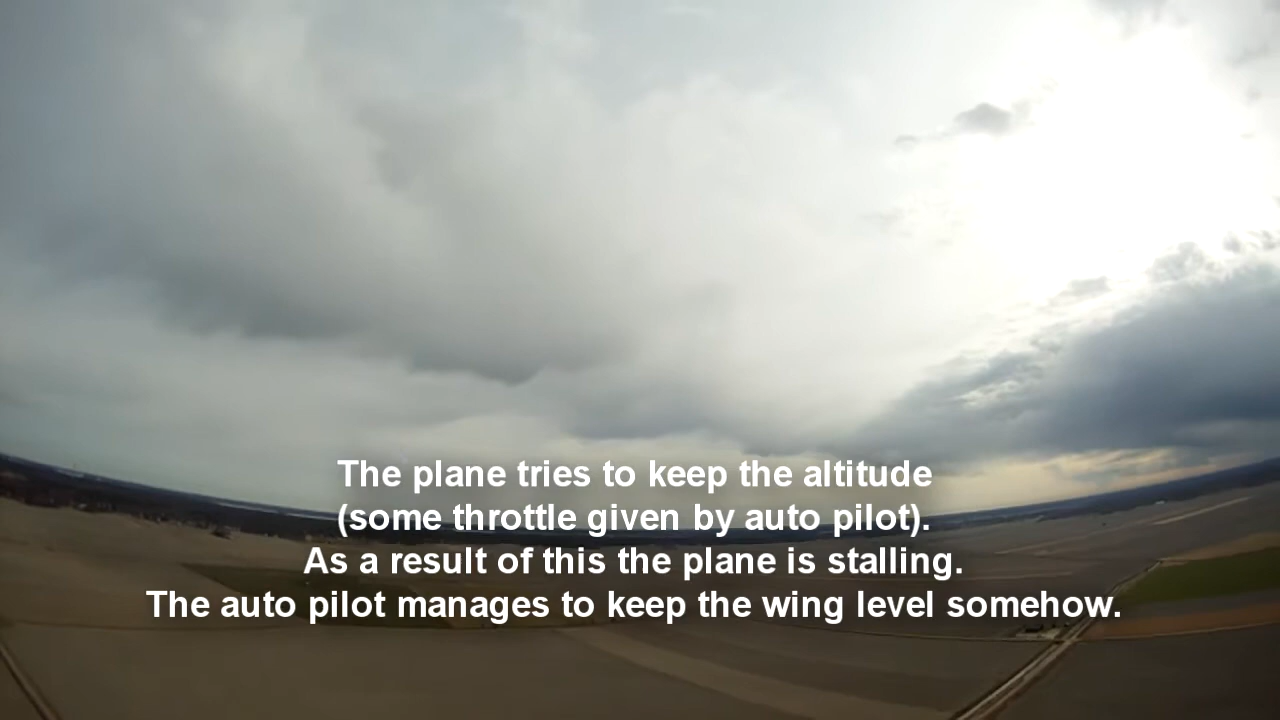 The plane tries to keep the altitude
(some throttle given by auto pilot).
As a result of this the plane is stalling.
The auto pilot manages to keep the wing level somehow.